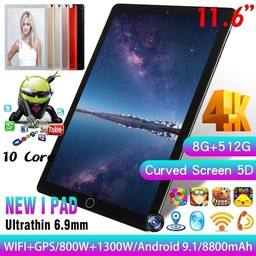 11.6"
4K
8G+512G
10 Core
Curved Screen 5D
NEW I PAD
Ultrathin 6.9mm
WIFI+GPS/800W+1300W/Android 9.1/8800mAh